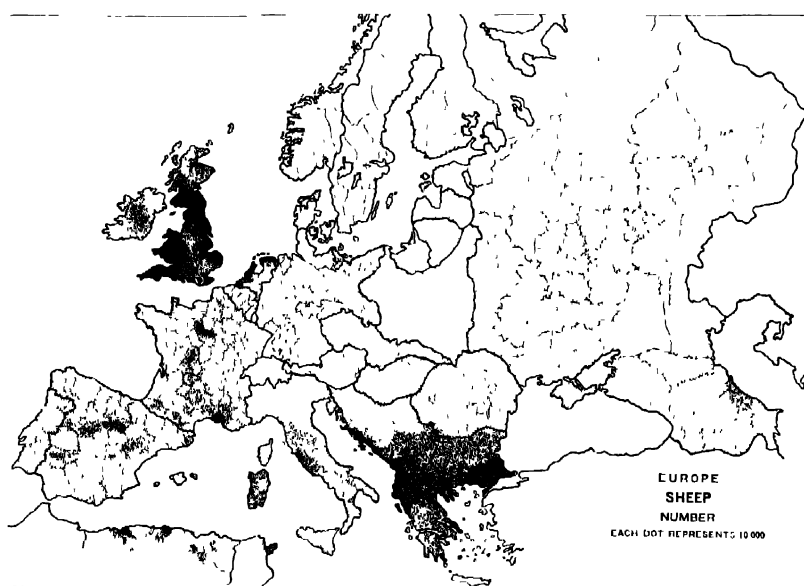 EUROPE
SHEEP
NUMBER
EACH DOT REPRESENTS 10 000